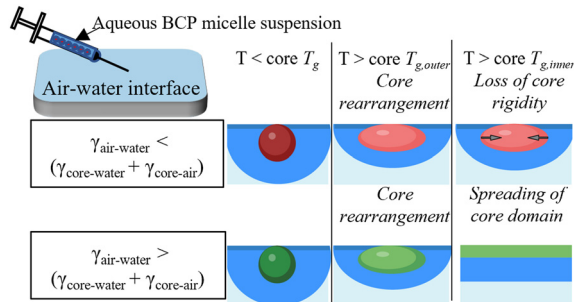 Aqueous BCP micelle suspension
Air-water interface
T < core Tg
T > core Tg,outer
T > core Tg,inner
Core
rearrangement
Loss of core
rigidity
γair-water <
(γcore-water + γcore-air)
Core
rearrangement
Spreading of
core domain
γair-water >
(γcore-water + γcore-air)